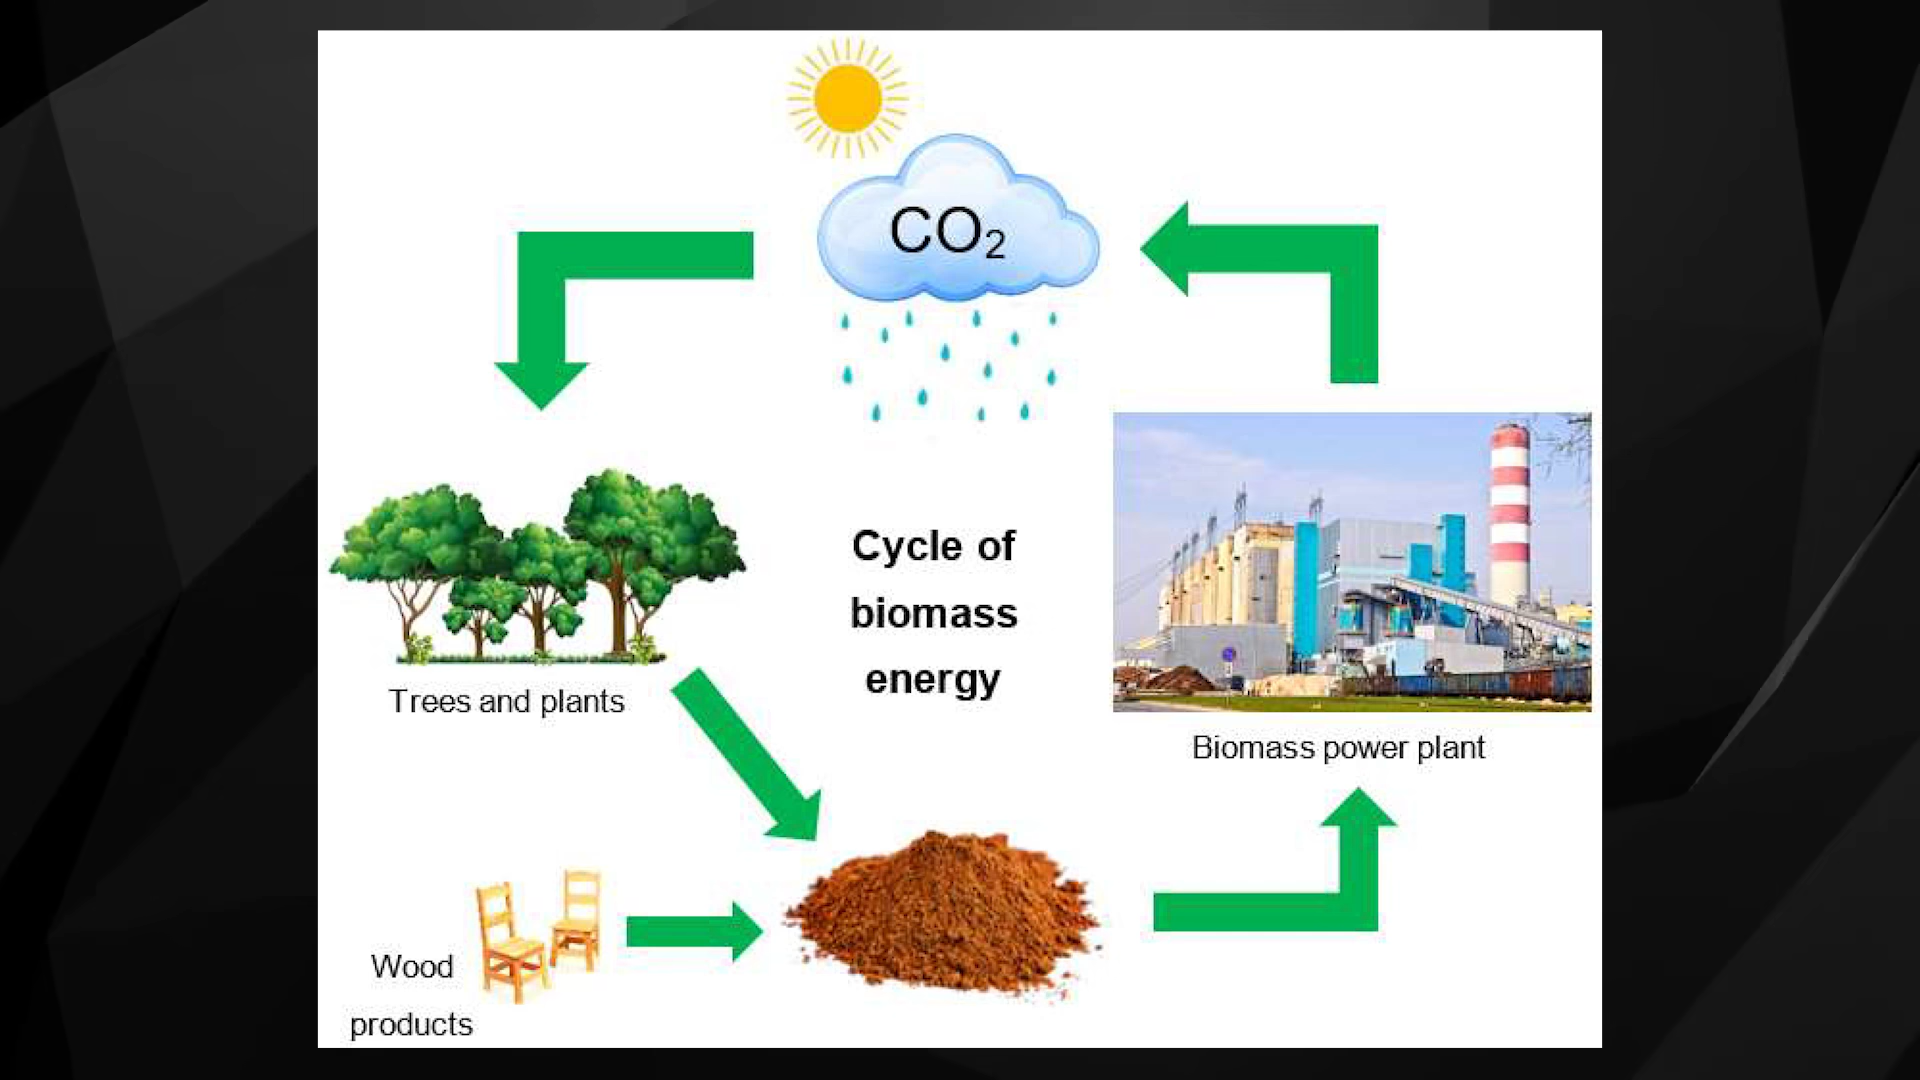 CO₂
Cycle of
biomass
energy
Trees and plants
Biomass power plant
Wood
products